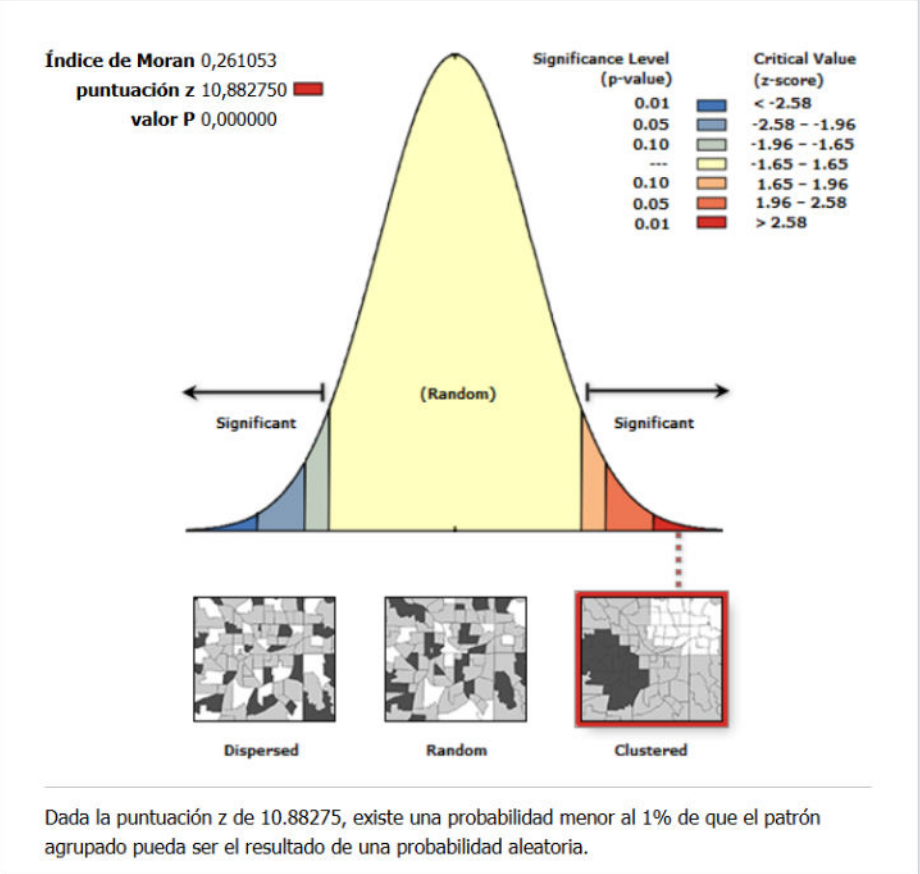 Índice de Moran 0,261053
puntuación z 10,882750
valor P 0,000000
Significance Level
(p-value)
Critical Value
(z-score)
0.01 < -2.58
0.05 -2.58 – -1.96
0.10 -1.96 – -1.65
--- -1.65 – 1.65
0.10 1.65 – 1.96
0.05 1.96 – 2.58
0.01 > 2.58
(Random)
Significant
Significant
Dispersed
Random
Clustered
Dada la puntuación z de 10.88275, existe una probabilidad menor al 1% de que el patrón
agrupado pueda ser el resultado de una probabilidad aleatoria.